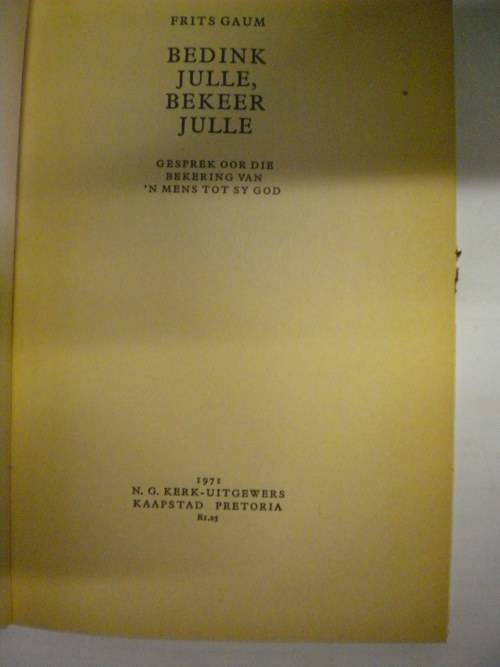 FRITS GAUM
BEDINK
JULLE,
BEKEER
JULLE
GESPREK OOR DIE
BEKERING VAN
'N MENS TOT SY GOD
1971
N. G. KERK-UITGEWERS
KAAPSTAD PRETORIA
R1.25